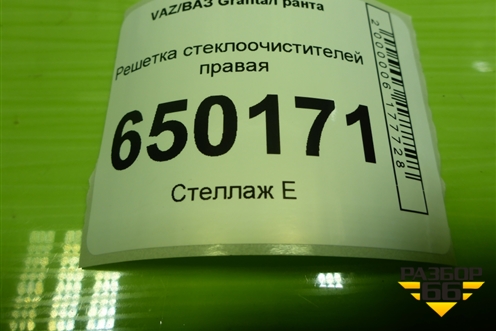 VAZ/ВАЗ Granta/Гранта
Решетка стеклоочистителей
правая
650171
Стеллаж Е
2000006177728
РАЗБОР
66